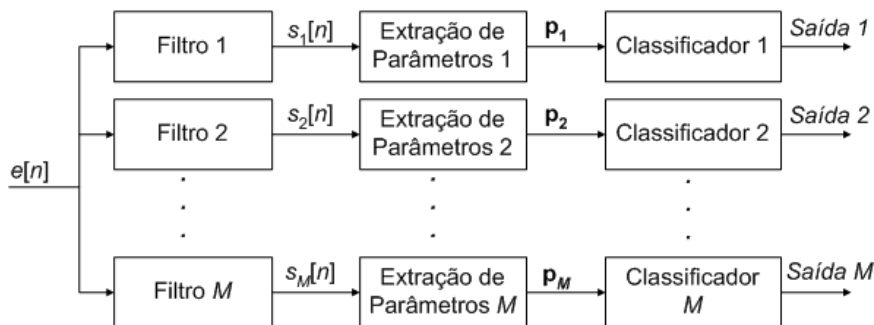 Filtro 1
s1[n]
Extração de
Parâmetros 1
p1
Classificador 1
Saída 1
Filtro 2
s2[n]
Extração de
Parâmetros 2
p2
Classificador 2
Saída 2
e[n]
. . .
. . .
. . .
Filtro M
sM[n]
Extração de
Parâmetros M
pM
Classificador
M
Saída M